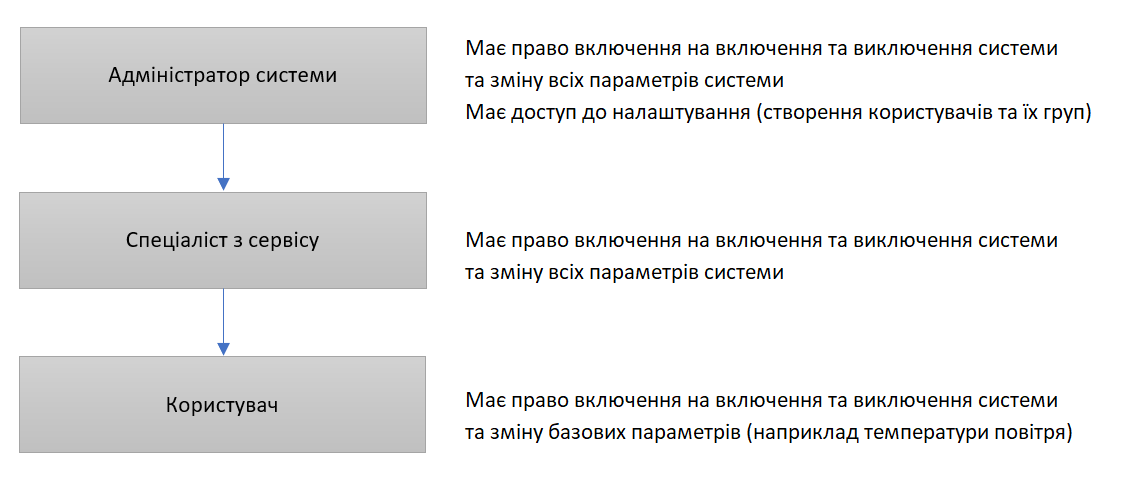 Адміністратор системи
Має право включення на включення та виключення системи
та зміну всіх параметрів системи
Має доступ до налаштування (створення користувачів та їх груп)
Спеціаліст з сервісу
Має право включення на включення та виключення системи
та зміну всіх параметрів системи
Користувач
Має право включення на включення та виключення системи
та зміну базових параметрів (наприклад температури повітря)